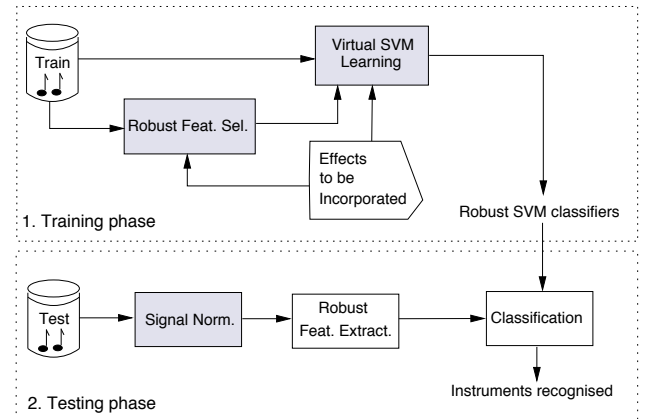 Train
Virtual SVM
Learning
Robust Feat. Sel.
Effects
to be
Incorporated
1. Training phase
Robust SVM classifiers
Test
Signal Norm.
Robust
Feat. Extract.
Classification
Instruments recognised
2. Testing phase